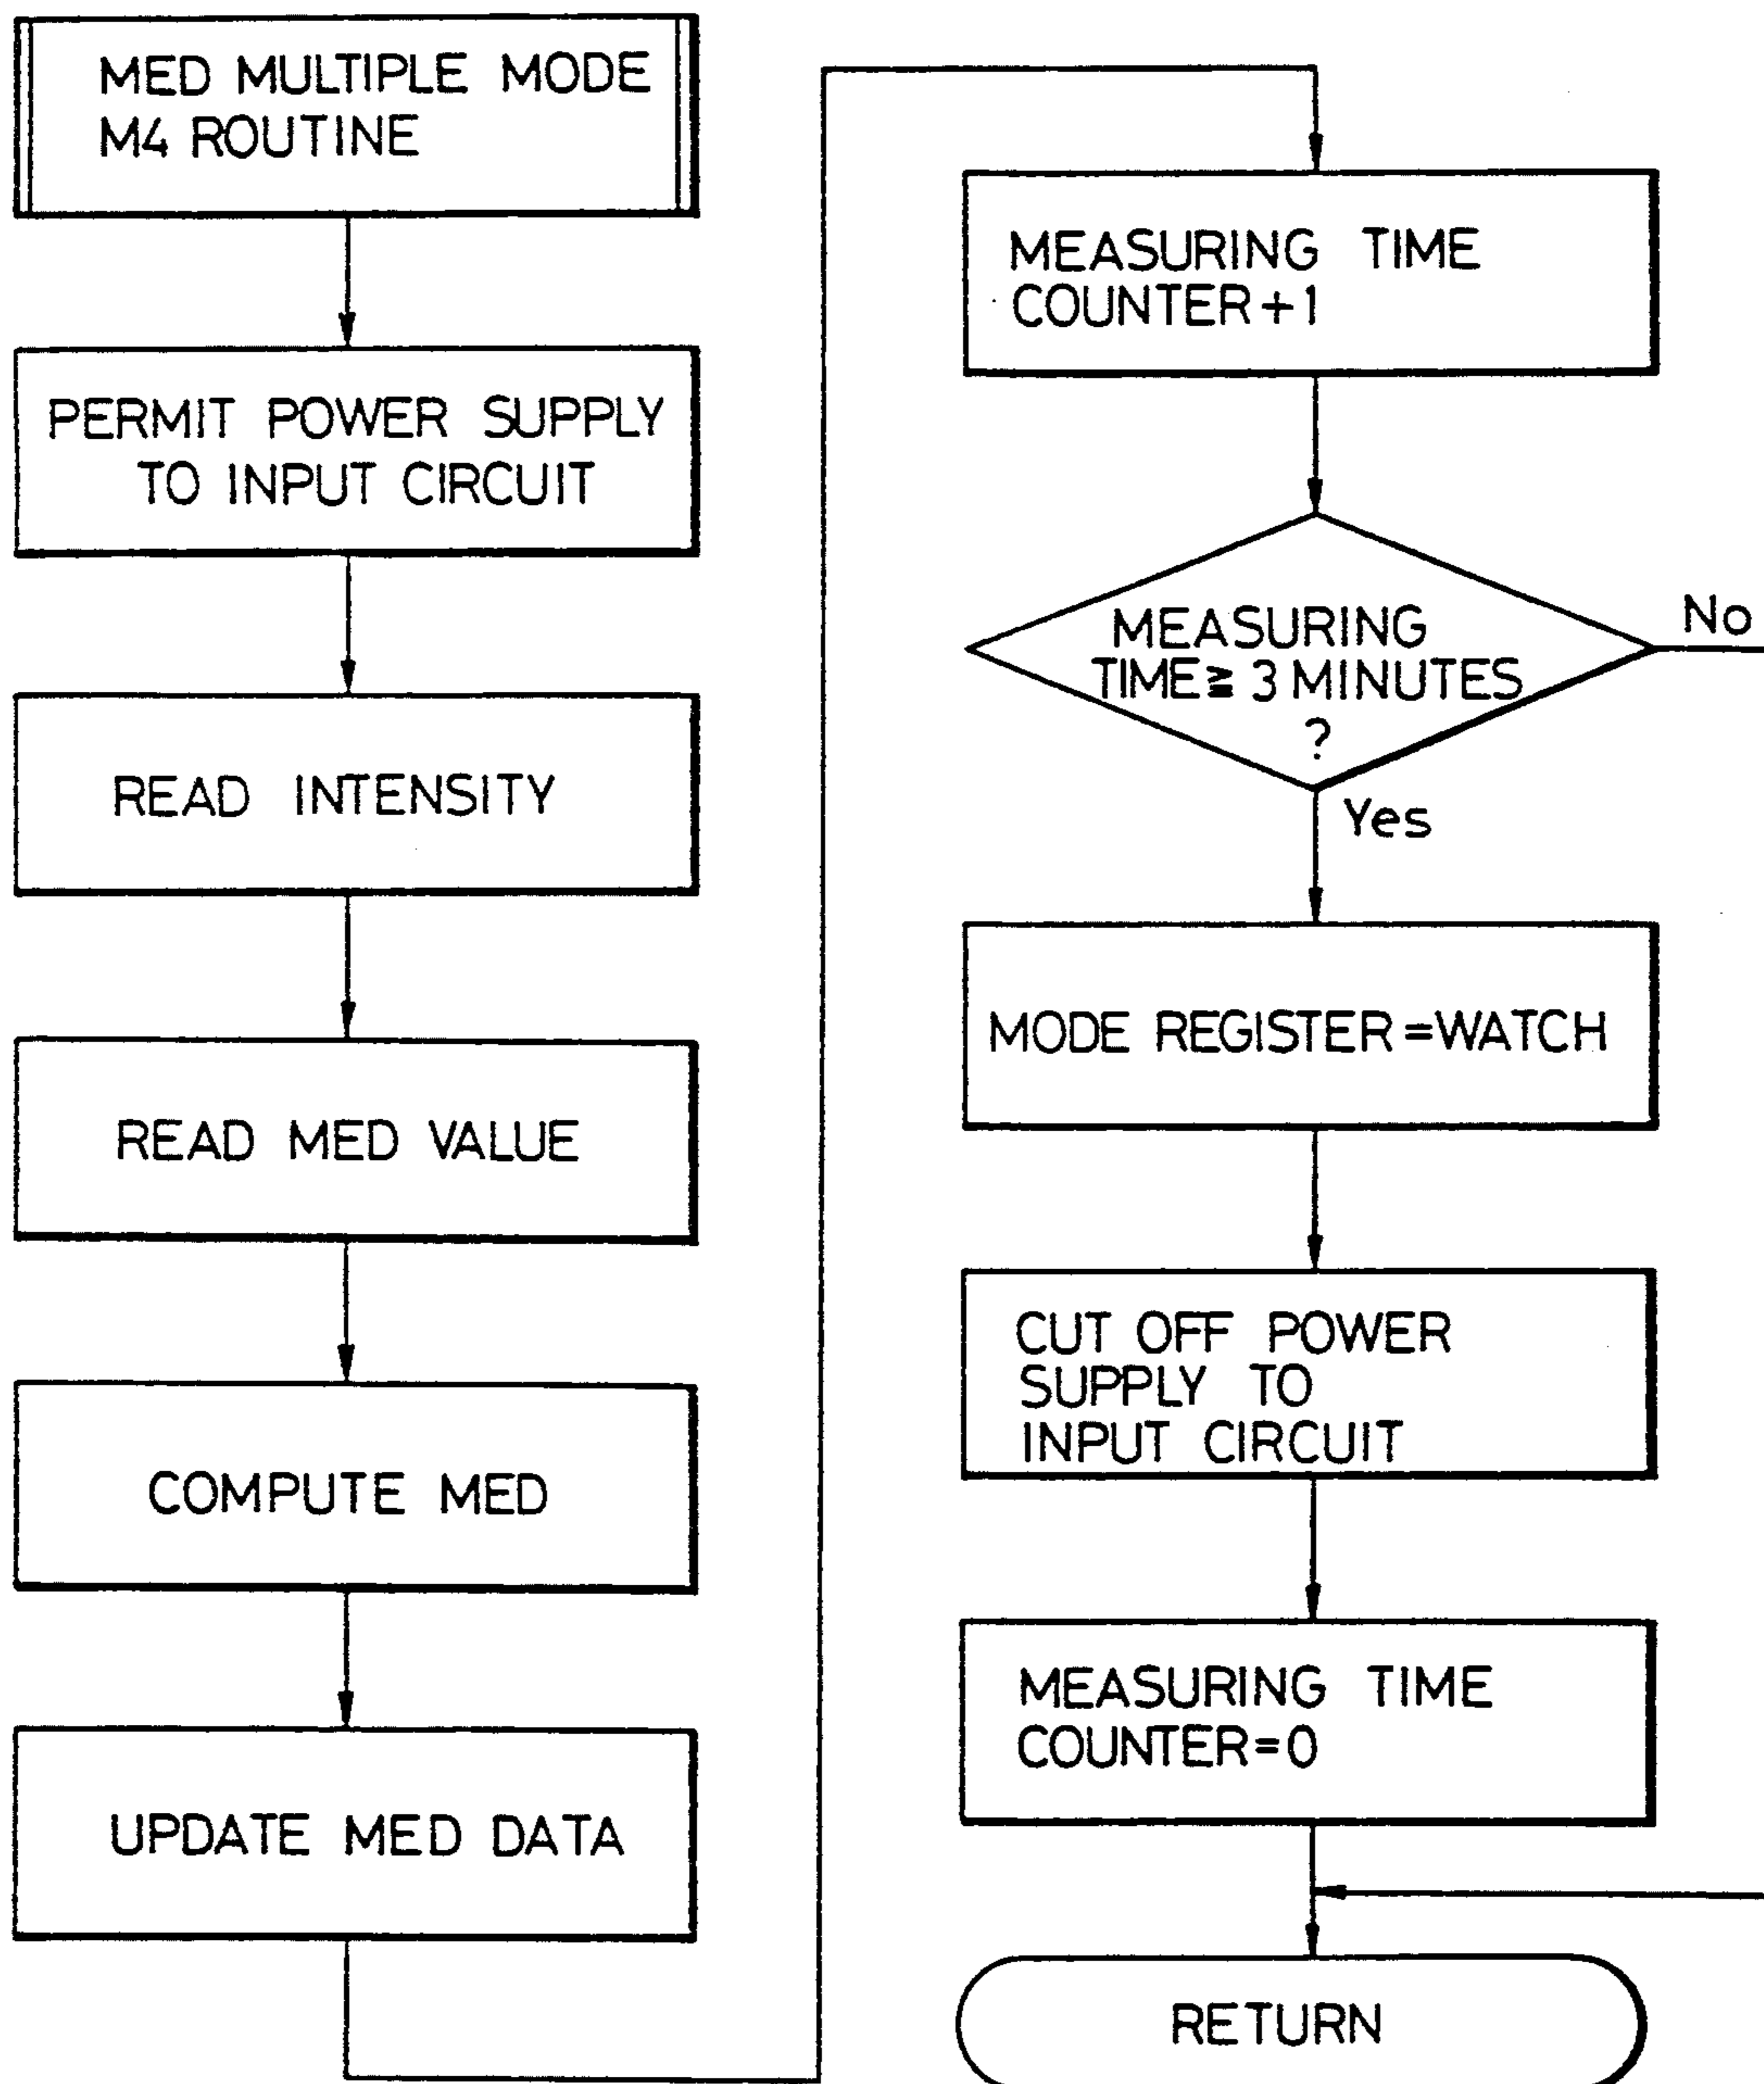 MED MULTIPLE MODE
M4 ROUTINE
PERMIT POWER SUPPLY
TO INPUT CIRCUIT
READ INTENSITY
READ MED VALUE
COMPUTE MED
UPDATE MED DATA
MEASURING TIME
COUNTER+1
MEASURING
TIME≧3 MINUTES
?
No
Yes
MODE REGISTER=WATCH
CUT OFF POWER
SUPPLY TO
INPUT CIRCUIT
MEASURING TIME
COUNTER=0
RETURN